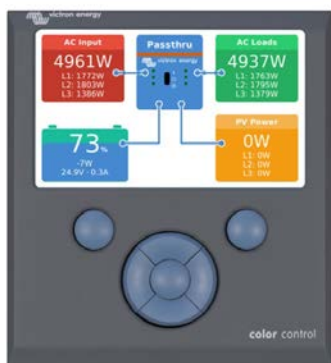 victron energy
AC Input
4961W
L1: 1772W
L2: 1803W
L3: 1386W
Passthru
victron energy
AC Loads
4937W
L1: 1763W
L2: 1795W
L3: 1379W
73%
-7W
24.9V · 0.3A
PV Power
0W
L1: 0W
L2: 0W
L3: 0W
color control